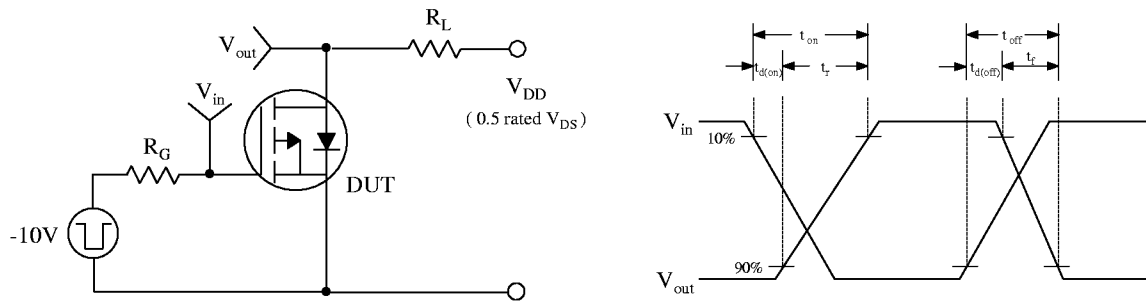 R_L
V_out
V_DD
( 0.5 rated V_DS )
V_in
R_G
DUT
-10V
t_on
t_off
t_d(on)
t_r
t_d(off)
t_f
V_in
10%
90%
V_out